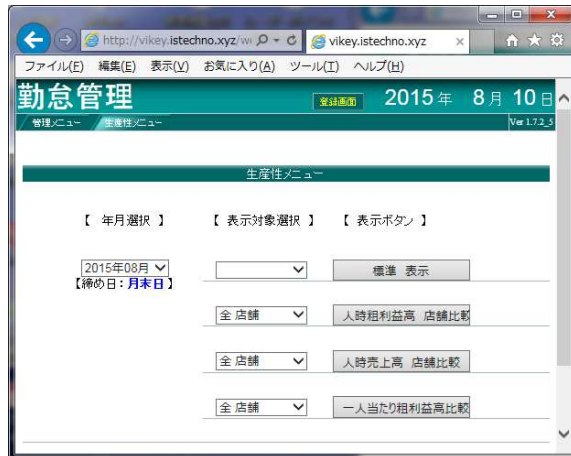 http://vikey.istechno.xyz/w
vikey.istechno.xyz
ファイル(F) 編集(E) 表示(V) お気に入り(A) ツール(T) ヘルプ(H)
勤怠管理 登録画面 2015年 8月 10日
管理メニュー 生産性メニュー Ver 1.7.2_5
生産性メニュー
【 年月選択 】 【 表示対象選択 】 【 表示ボタン 】
2015年08月 標準 表示
【締め日：月末日】
全店舗 人時粗利益高 店舗比較
全店舗 人時売上高 店舗比較
全店舗 一人当たり粗利益高比較